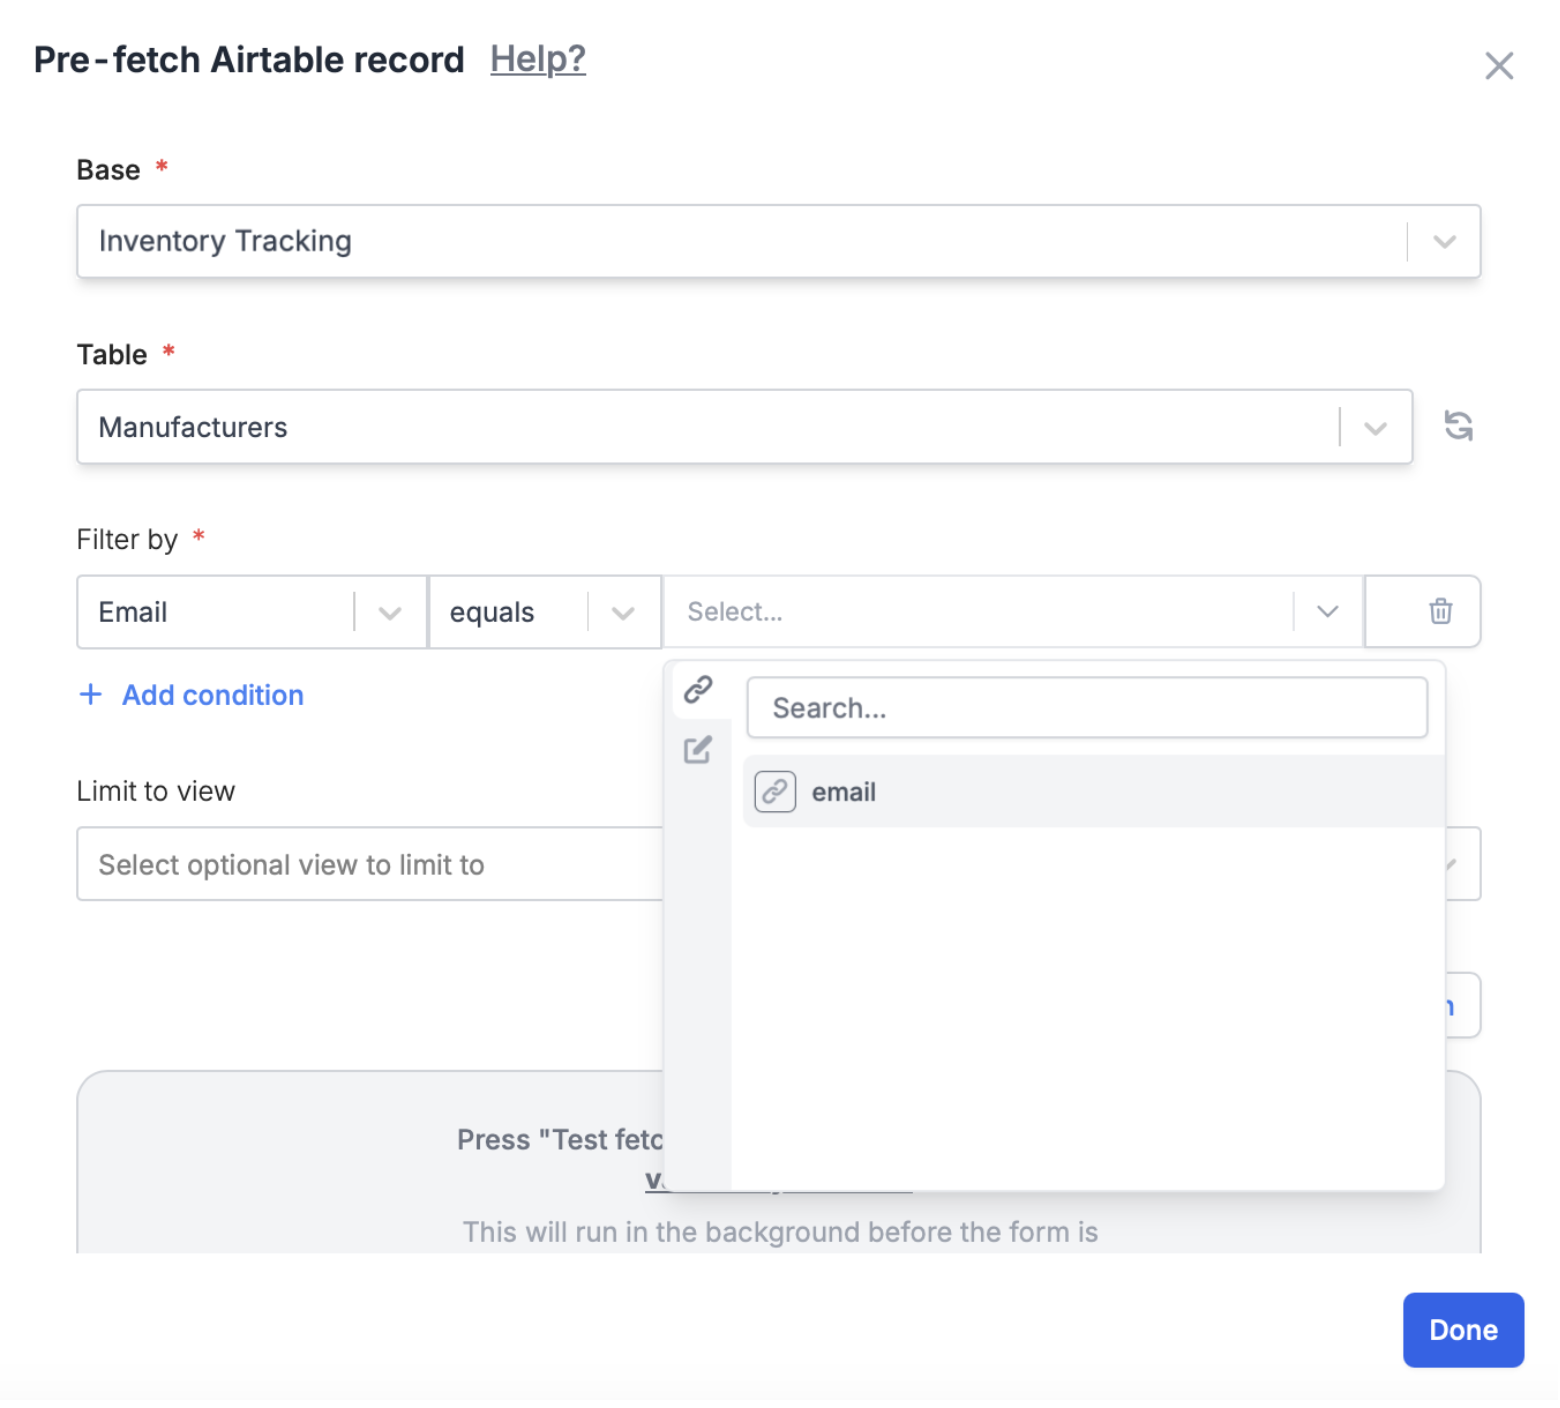 Pre-fetch Airtable record Help?
Base *
Inventory Tracking
Table *
Manufacturers
Filter by *
Email equals Select...
+ Add condition
Search...
email
Limit to view
Select optional view to limit to
Press "Test
This will run in the background before the form is
Done